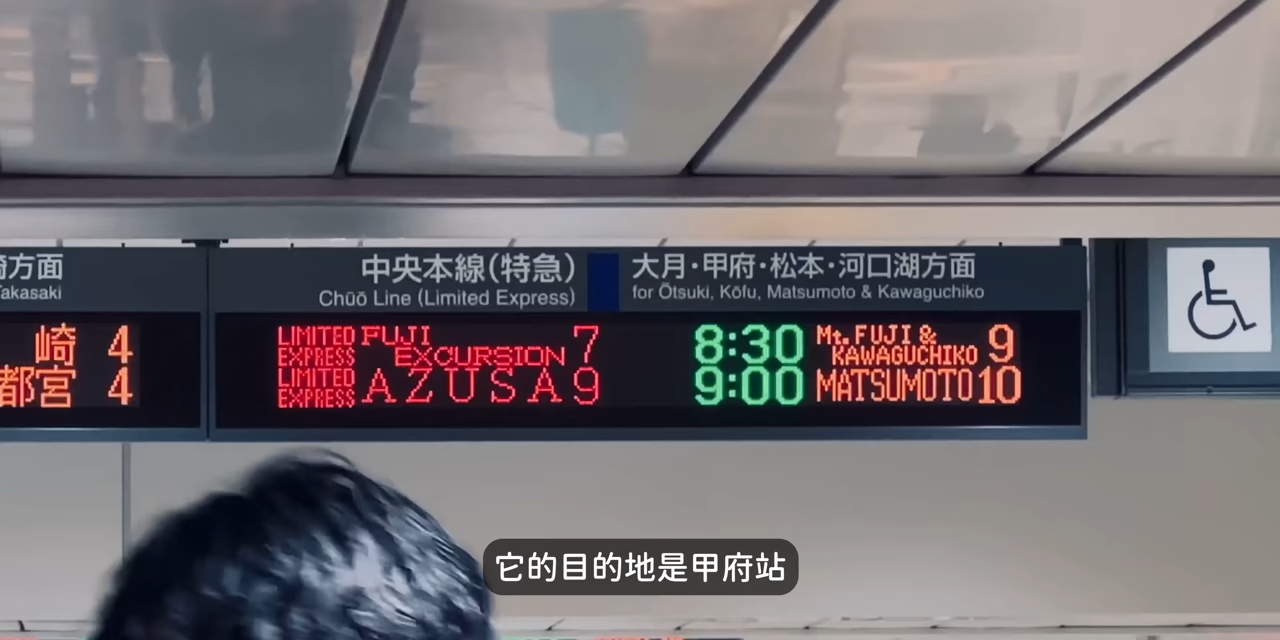 崎方面
Takasaki
崎 4
都宮 4
中央本線(特急)
Chūō Line (Limited Express)
大月・甲府・松本・河口湖方面
for Ōtsuki, Kōfu, Matsumoto & Kawaguchiko
LIMITED EXPRESS FUJI EXCURSION 7 8:30 Mt.FUJI & KAWAGUCHIKO 9
LIMITED EXPRESS AZUSA 9 9:00 MATSUMOTO 10
它的目的地是甲府站